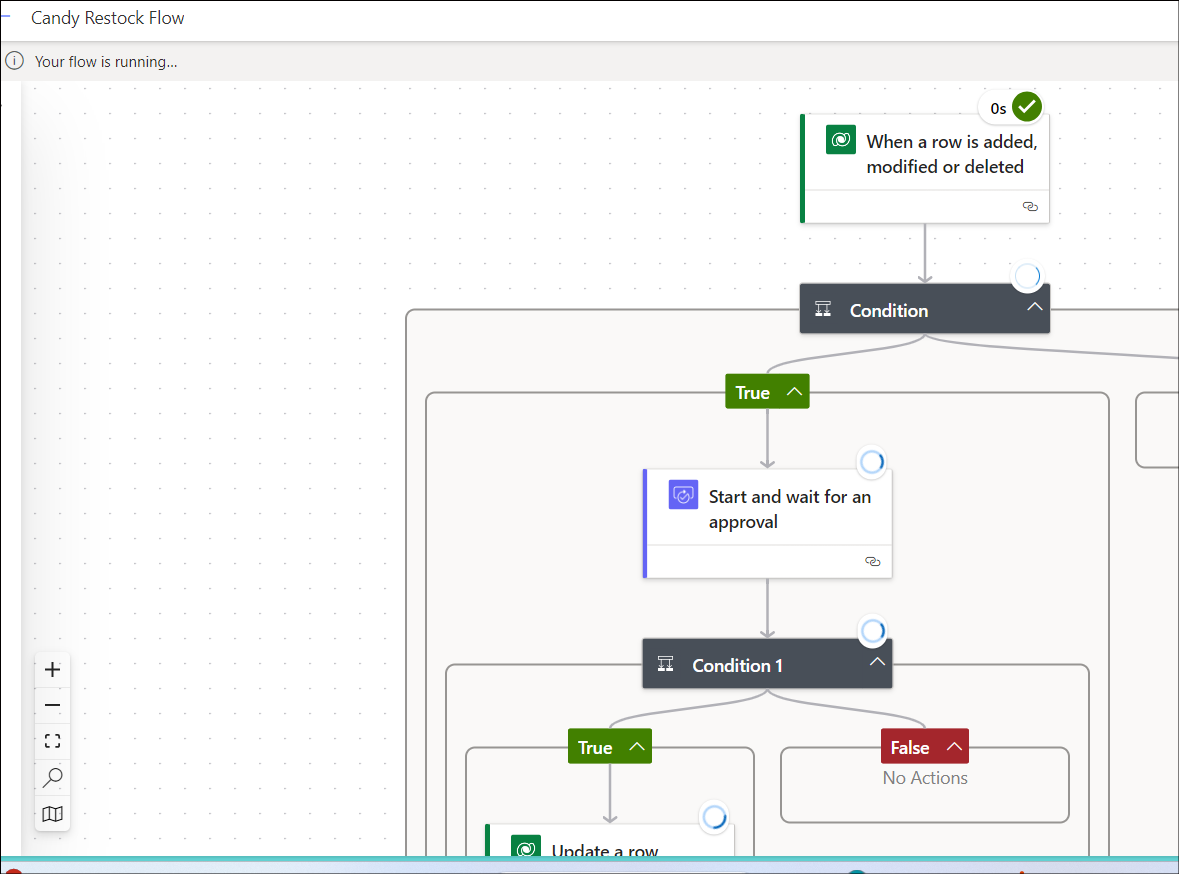 Candy Restock Flow
Your flow is running...
0s
When a row is added,
modified or deleted
Condition
True
Start and wait for an
approval
Condition 1
True
False
No Actions
Update a row